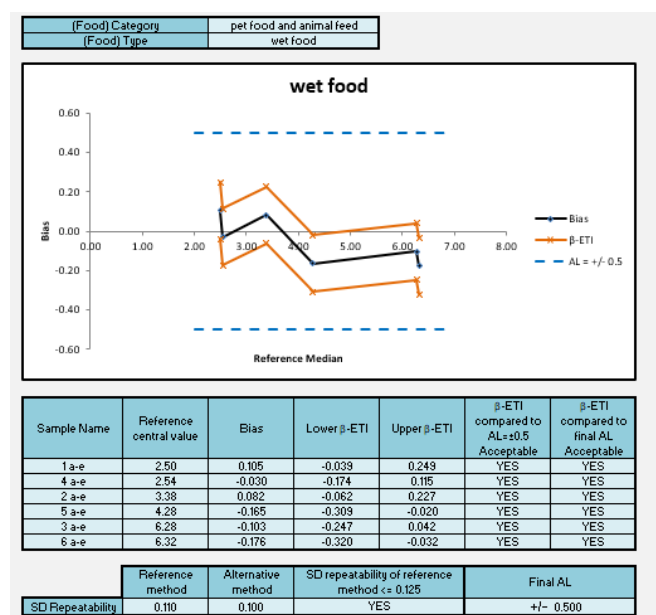 (Food) Category pet food and animal feed
(Food) Type wet food
wet food
0.60
0.40
0.20
0.00
-0.20
-0.40
-0.60
0.00 1.00 2.00 3.00 4.00 5.00 6.00 7.00 8.00
Bias
Reference Median
Bias
β-ETI
AL = +/- 0.5
Sample Name Reference central value Bias Lower β-ETI Upper β-ETI β-ETI compared to AL=±0.5 Acceptable β-ETI compared to final AL Acceptable
1 a-e 2.50 0.105 -0.039 0.249 YES YES
4 a-e 2.54 -0.030 -0.174 0.115 YES YES
2 a-e 3.38 0.082 -0.062 0.227 YES YES
5 a-e 4.28 -0.165 -0.309 -0.020 YES YES
3 a-e 6.28 -0.103 -0.247 0.042 YES YES
6 a-e 6.32 -0.176 -0.320 -0.032 YES YES
Reference method Alternative method SD repeatability of reference method <= 0.125 Final AL
SD Repeatability 0.110 0.100 YES +/- 0.500